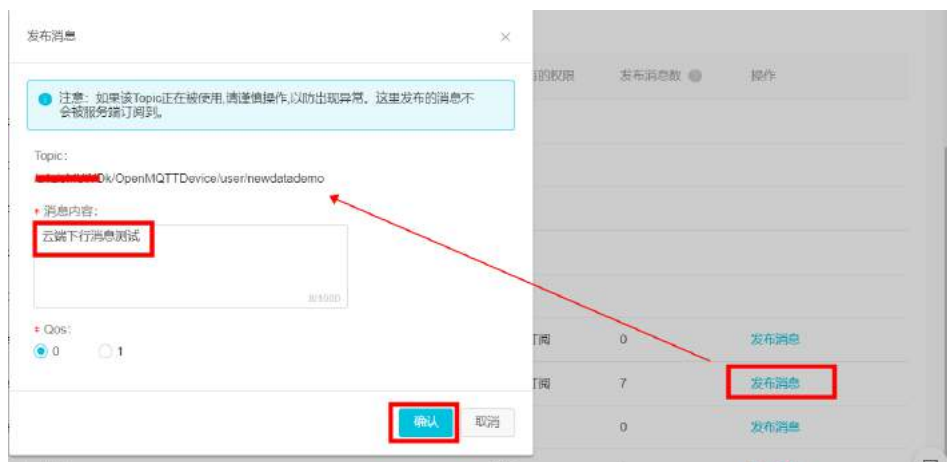 发布消息
注意：如果该Topic正在被使用,请谨慎操作,以防出现异常。这里发布的消息不
会被服务端订阅到。
Topic:
Dk/OpenMQTTDevice/user/newdatademo
* 消息内容:
云端下行消息测试
8/1000
* Qos:
0 1
确认 取消
的权限 发布消息数 操作
订阅 0 发布消息
订阅 7 发布消息
0 发布消息